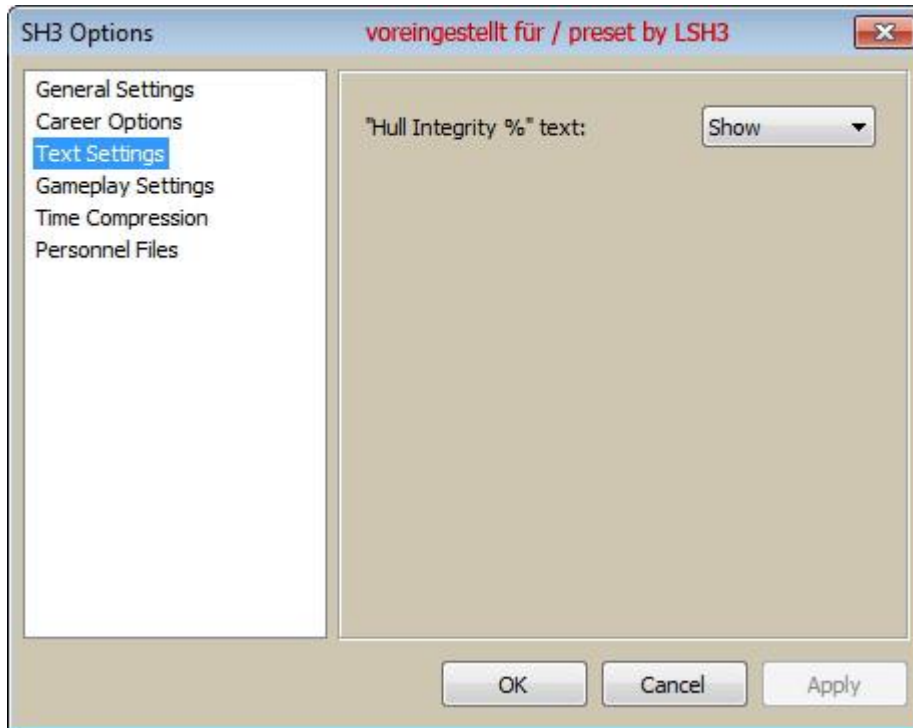 SH3 Options voreingestellt für / preset by LSH3
General Settings
Career Options
Text Settings
Gameplay Settings
Time Compression
Personnel Files
"Hull Integrity %" text: Show
OK Cancel Apply